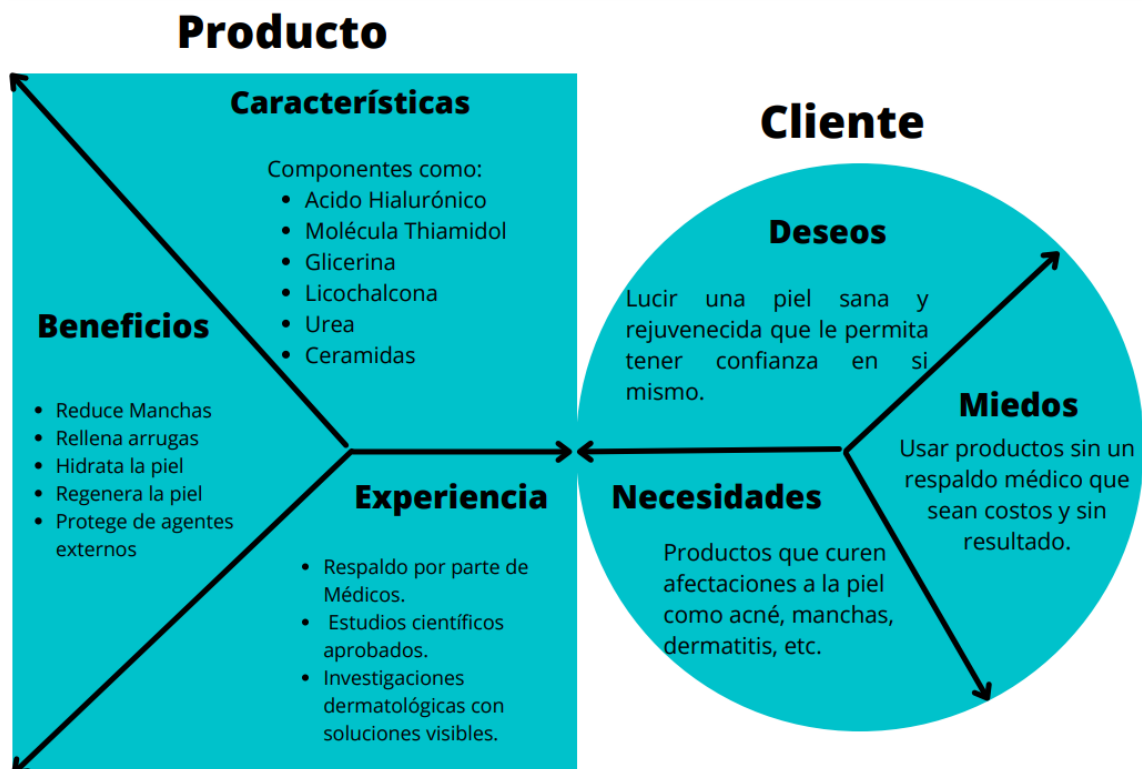 Producto
Características
Componentes como:
• Acido Hialurónico
• Molécula Thiamidol
• Glicerina
• Licochalcona
• Urea
• Ceramidas
Beneficios
• Reduce Manchas
• Rellena arrugas
• Hidrata la piel
• Regenera la piel
• Protege de agentes
externos
Experiencia
• Respaldo por parte de
Médicos.
• Estudios científicos
aprobados.
• Investigaciones
dermatológicas con
soluciones visibles.
Cliente
Deseos
Lucir una piel sana y
rejuvenecida que le permita
tener confianza en si
mismo.
Miedos
Usar productos sin un
respaldo médico que
sean costos y sin
resultado.
Necesidades
Productos que curen
afectaciones a la piel
como acné, manchas,
dermatitis, etc.